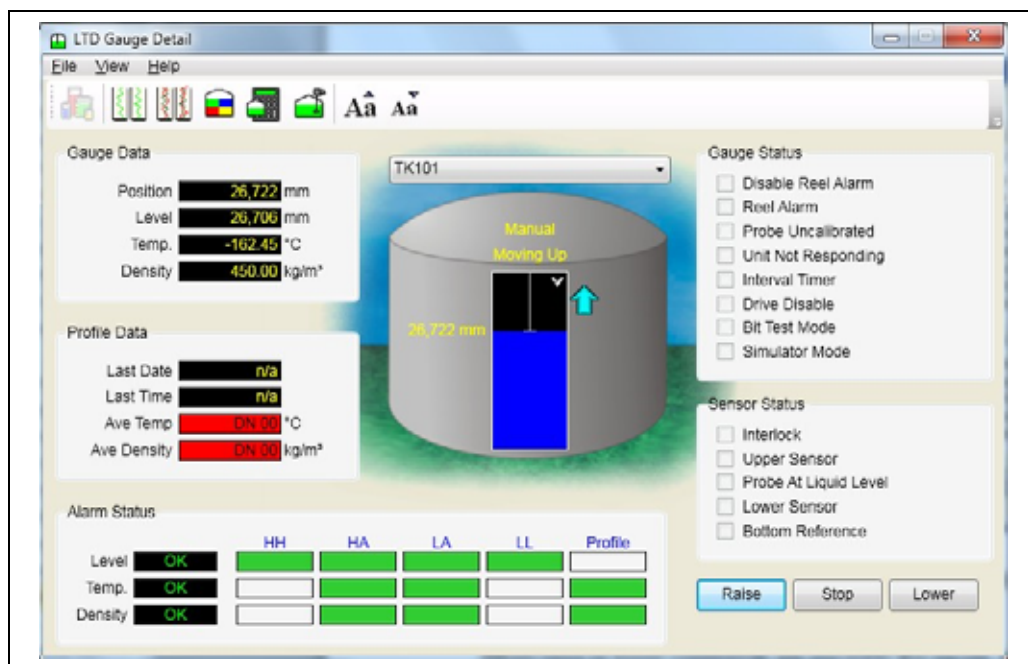 LTD Gauge Detail
File View Help
Aa Aa
Gauge Data
Position 26,722 mm
Level 26,706 mm
Temp. -162.45 °C
Density 450.00 kg/m³
Profile Data
Last Date n/a
Last Time n/a
Ave Temp DN 00 °C
Ave Density DN 00 kg/m³
TK101
Manual
Moving Up
26,722 mm
Gauge Status
Disable Reel Alarm
Reel Alarm
Probe Uncalibrated
Unit Not Responding
Interval Timer
Drive Disable
Bit Test Mode
Simulator Mode
Sensor Status
Interlock
Upper Sensor
Probe At Liquid Level
Lower Sensor
Bottom Reference
Alarm Status
HH HA LA LL Profile
Level OK
Temp. OK
Density OK
Raise Stop Lower